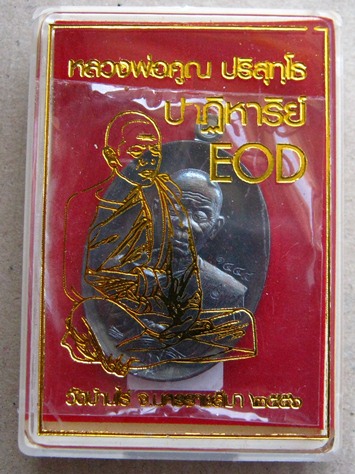 หลวงพ่อคูณ ปริสุทฺโธ
ปาฏิหาริย์
EOD
วัดบ้านไร่ จ.นครราชสีมา ๒๕๕๖